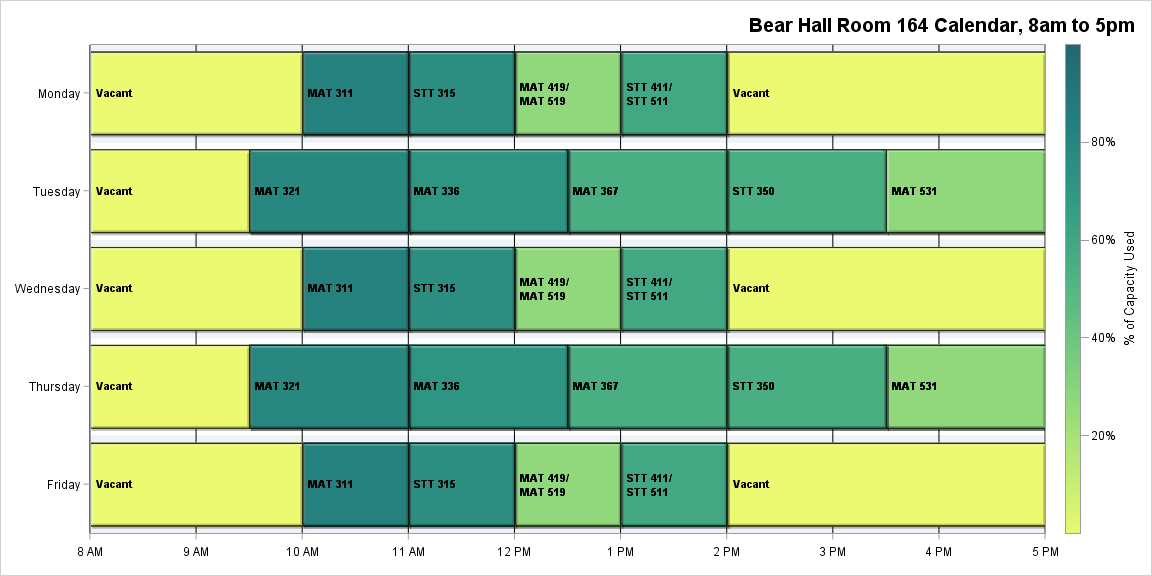 Bear Hall Room 164 Calendar, 8am to 5pm
Monday
Vacant
MAT 311
STT 315
MAT 419/
MAT 519
STT 411/
STT 511
Vacant
Tuesday
Vacant
MAT 321
MAT 336
MAT 367
STT 350
MAT 531
Wednesday
Vacant
MAT 311
STT 315
MAT 419/
MAT 519
STT 411/
STT 511
Vacant
Thursday
Vacant
MAT 321
MAT 336
MAT 367
STT 350
MAT 531
Friday
Vacant
MAT 311
STT 315
MAT 419/
MAT 519
STT 411/
STT 511
Vacant
8 AM
9 AM
10 AM
11 AM
12 PM
1 PM
2 PM
3 PM
4 PM
5 PM
80%
60%
40%
20%
% of Capacity Used